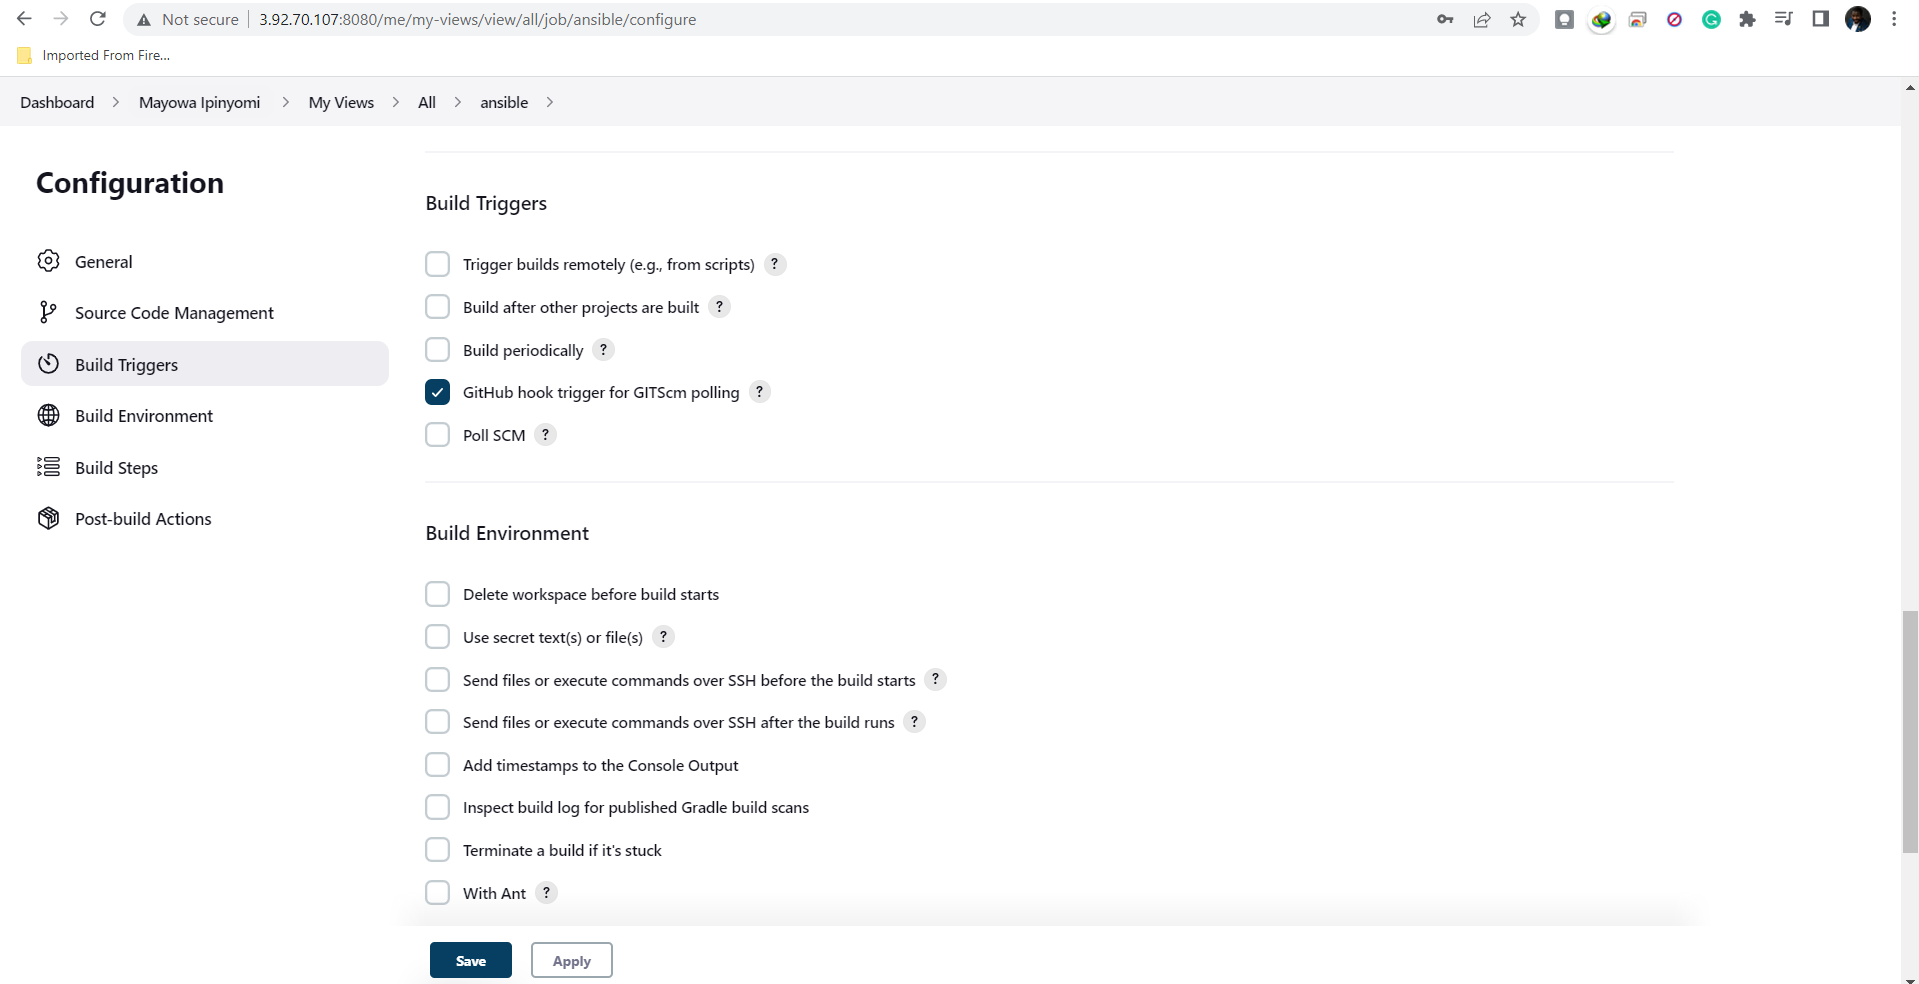 Not secure | 3.92.70.107:8080/me/my-views/view/all/job/ansible/configure
Imported From Fire...
Dashboard > Mayowa Ipinyomi > My Views > All > ansible >
Configuration
General
Source Code Management
Build Triggers
Build Environment
Build Steps
Post-build Actions
Build Triggers
Trigger builds remotely (e.g., from scripts) ?
Build after other projects are built ?
Build periodically ?
GitHub hook trigger for GITScm polling ?
Poll SCM ?
Build Environment
Delete workspace before build starts
Use secret text(s) or file(s) ?
Send files or execute commands over SSH before the build starts ?
Send files or execute commands over SSH after the build runs ?
Add timestamps to the Console Output
Inspect build log for published Gradle build scans
Terminate a build if it's stuck
With Ant ?
Save Apply